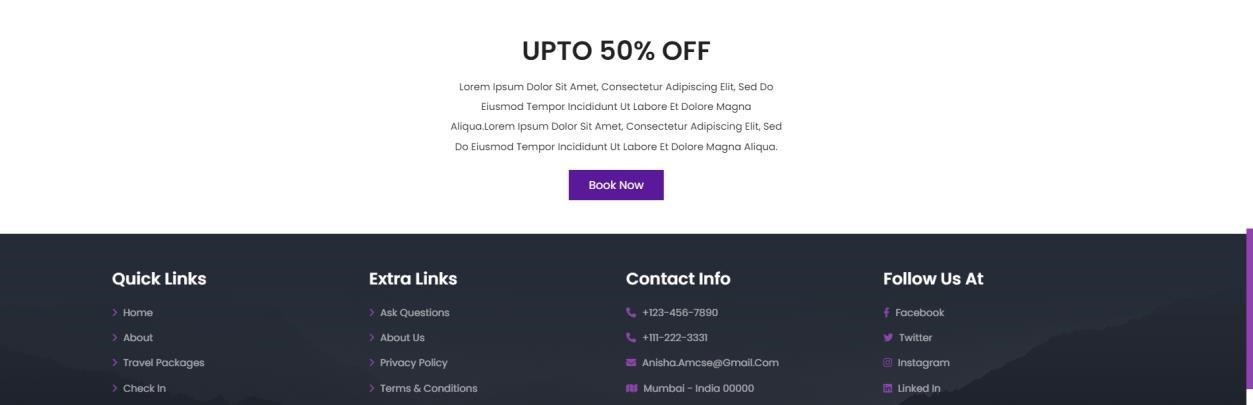 UPTO 50% OFF
Lorem Ipsum Dolor Sit Amet, Consectetur Adipiscing Elit, Sed Do
Eiusmod Tempor Incididunt Ut Labore Et Dolore Magna
Aliqua.Lorem Ipsum Dolor Sit Amet, Consectetur Adipiscing Elit, Sed
Do Eiusmod Tempor Incididunt Ut Labore Et Dolore Magna Aliqua.
Book Now
Quick Links
Home
About
Travel Packages
Check In
Extra Links
Ask Questions
About Us
Privacy Policy
Terms & Conditions
Contact Info
+123-456-7890
+111-222-3331
Anisha.Amcse@Gmail.Com
Mumbai - India 00000
Follow Us At
Facebook
Twitter
Instagram
Linked In